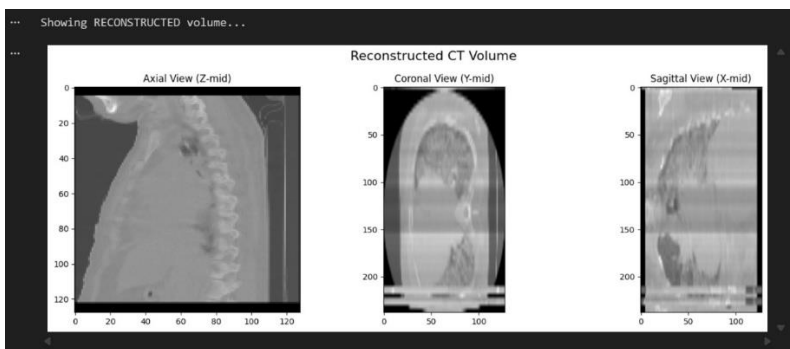 ... Showing RECONSTRUCTED volume...
...
Reconstructed CT Volume
Axial View (Z-mid)
0
20
40
60
80
100
120
0 20 40 60 80 100 120
Coronal View (Y-mid)
0
50
100
150
200
0 50 100
Sagittal View (X-mid)
0
50
100
150
200
0 50 100